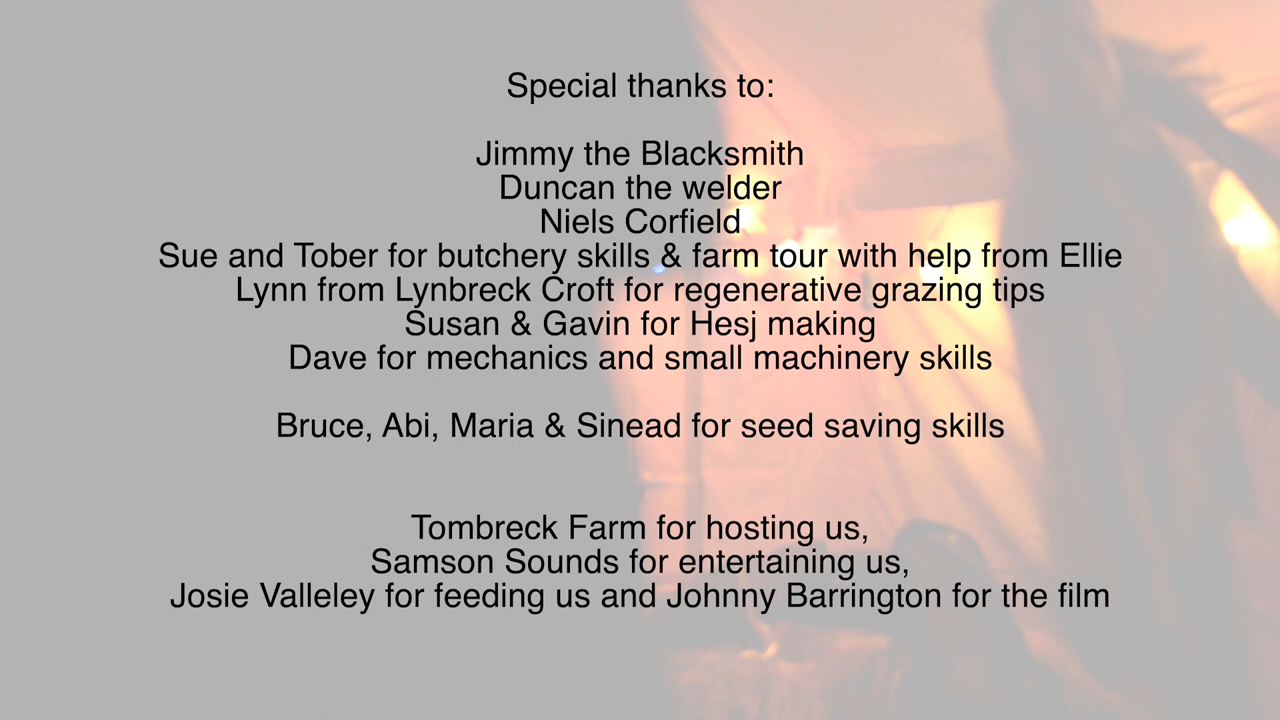 Special thanks to:
Jimmy the Blacksmith
Duncan the welder
Niels Corfield
Sue and Tober for butchery skills & farm tour with help from Ellie
Lynn from Lynbreck Croft for regenerative grazing tips
Susan & Gavin for Hesj making
Dave for mechanics and small machinery skills
Bruce, Abi, Maria & Sinead for seed saving skills
Tombreck Farm for hosting us,
Samson Sounds for entertaining us,
Josie Valleley for feeding us and Johnny Barrington for the film